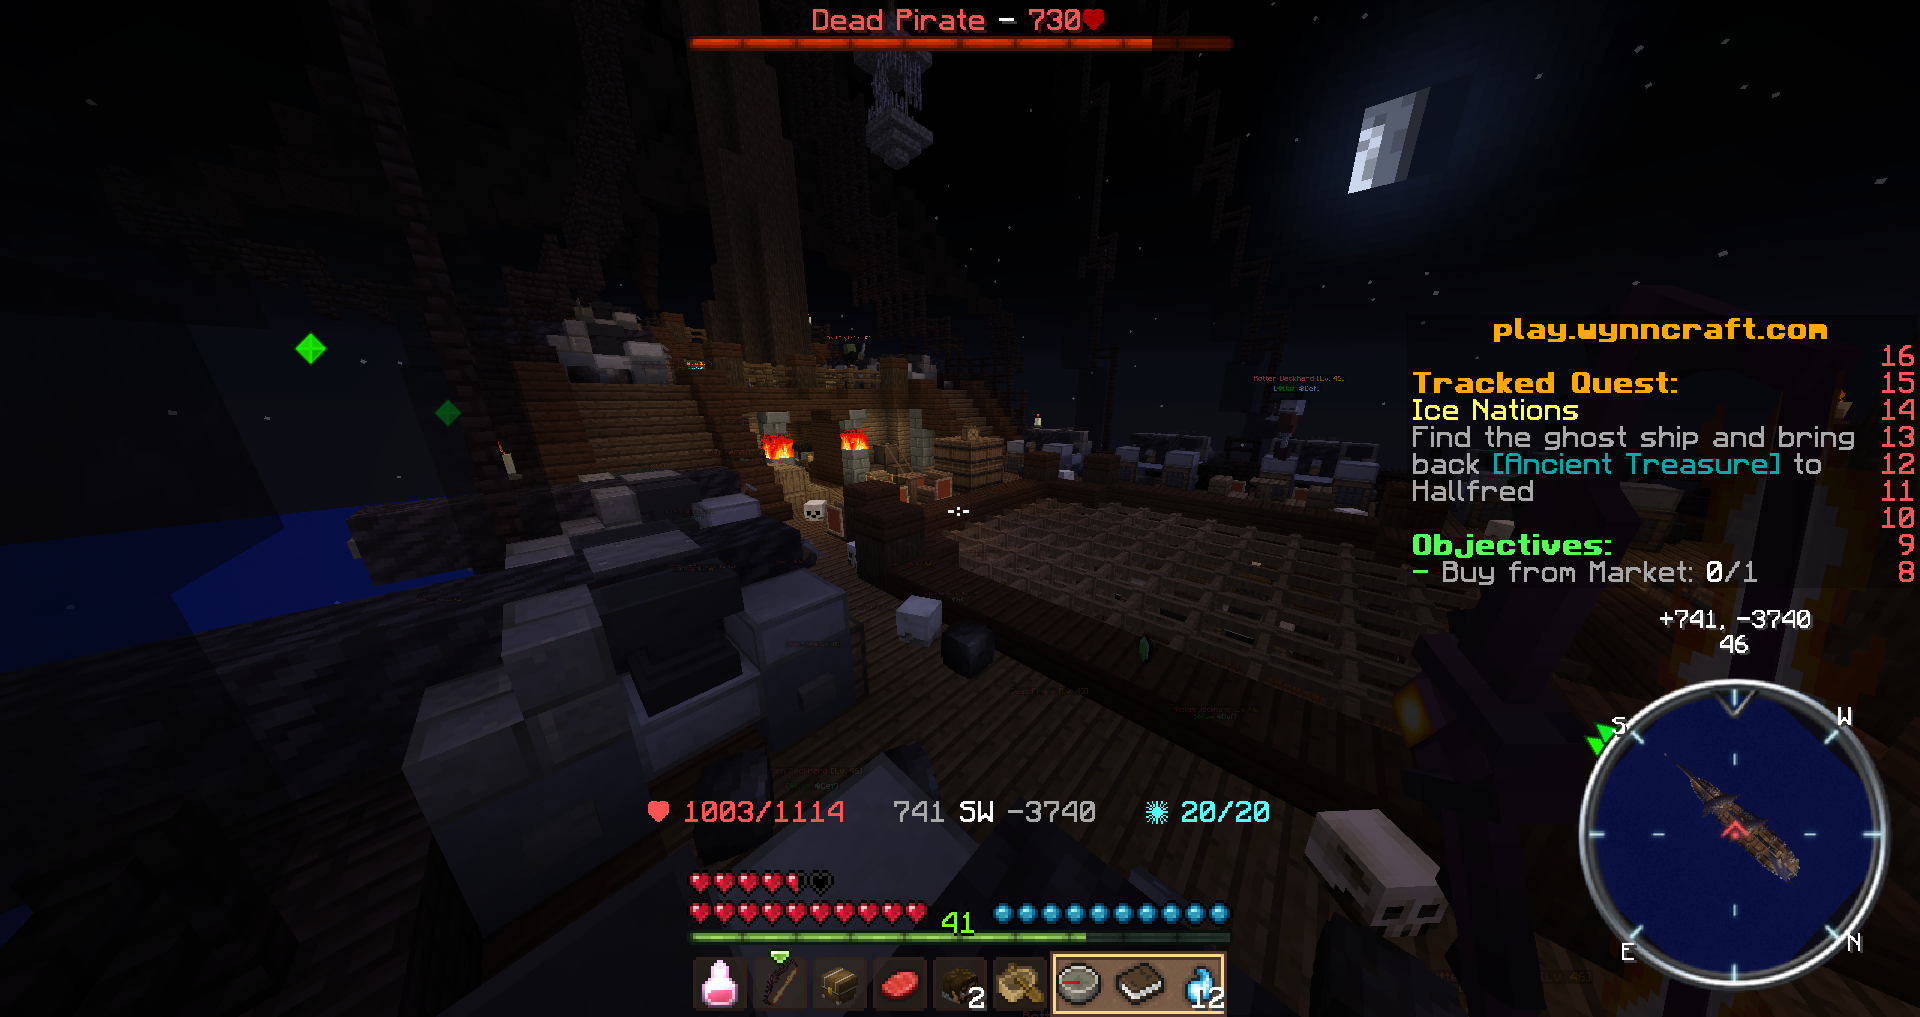 Dead Pirate - 730
play.wynncraft.com
16
Tracked Quest: 15
Ice Nations 14
Find the ghost ship and bring 13
back [Ancient Treasure] to 12
Hallfred 11
10
Objectives: 9
- Buy from Market: 0/1 8
+741, -3740
46
S
W
E
N
1003/1114 741 SW -3740 20/20
41
2
12